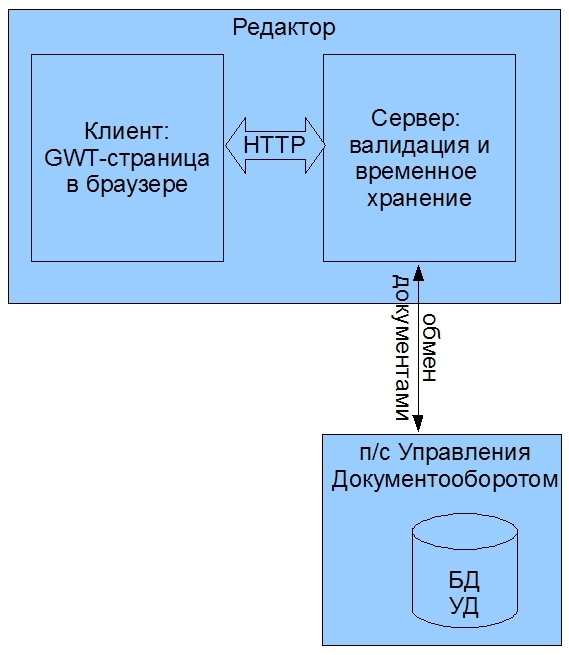 Редактор
Клиент:
GWT-страница
в браузере
HTTP
Сервер:
валидация и
временное
хранение
обмен
документами
п/с Управления
Документооборотом
БД
УД